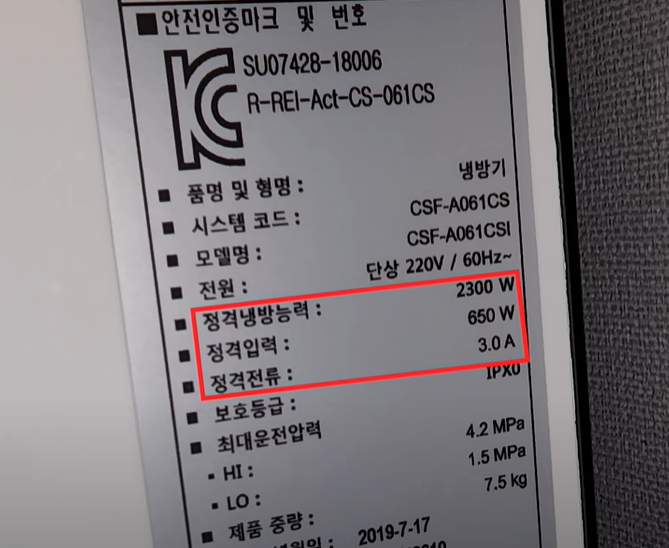 ■안전인증마크 및 번호
SU07428-18006
R-REI-Act-CS-061CS
■ 품명 및 형명 : 냉방기
■ 시스템 코드 : CSF-A061CS
■ 모델명 : CSF-A061CSI
■ 전원 : 단상 220V / 60Hz~
■ 정격냉방능력 : 2300 W
■ 정격입력 : 650 W
■ 정격전류 : 3.0 A
■ 보호등급 : IPX0
■ 최대운전압력
▪ HI : 4.2 MPa
▪ LO : 1.5 MPa
■ 제품 중량 : 7.5 kg
2019-7-17